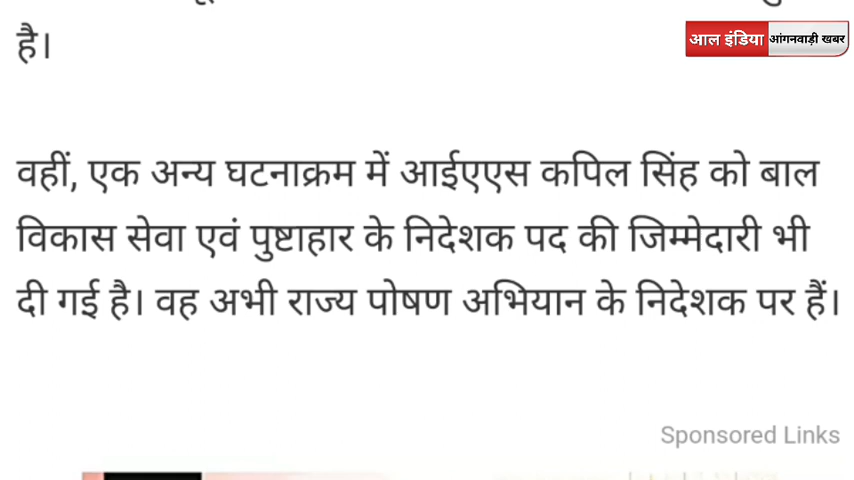 है।
आल इंडिया आंगनवाड़ी खबर
वहीं, एक अन्य घटनाक्रम में आईएएस कपिल सिंह को बाल
विकास सेवा एवं पुष्टाहार के निदेशक पद की जिम्मेदारी भी
दी गई है। वह अभी राज्य पोषण अभियान के निदेशक पर हैं।
Sponsored Links